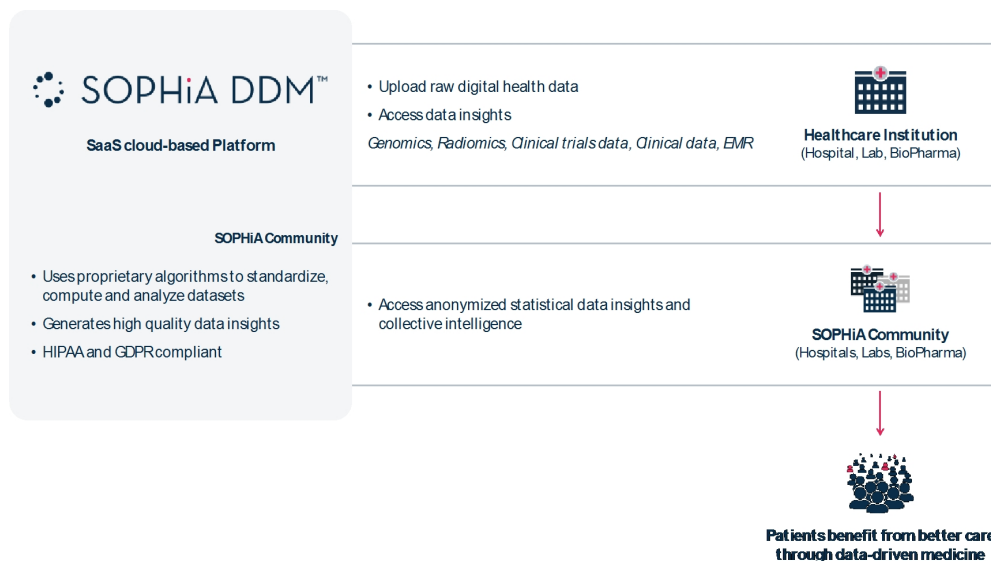 SOPHiA DDM™
SaaS cloud-based Platform
SOPHiA Community
• Uses proprietary algorithms to standardize,
compute and analyze datasets
• Generates high quality data insights
• HIPAA and GDPR compliant
• Upload raw digital health data
• Access data insights
Genomics, Radiomics, Clinical trials data, Clinical data, EMR
Healthcare Institution
(Hospital, Lab, BioPharma)
• Access anonymized statistical data insights and
collective intelligence
SOPHiA Community
(Hospitals, Labs, BioPharma)
Patients benefit from better care
through data-driven medicine